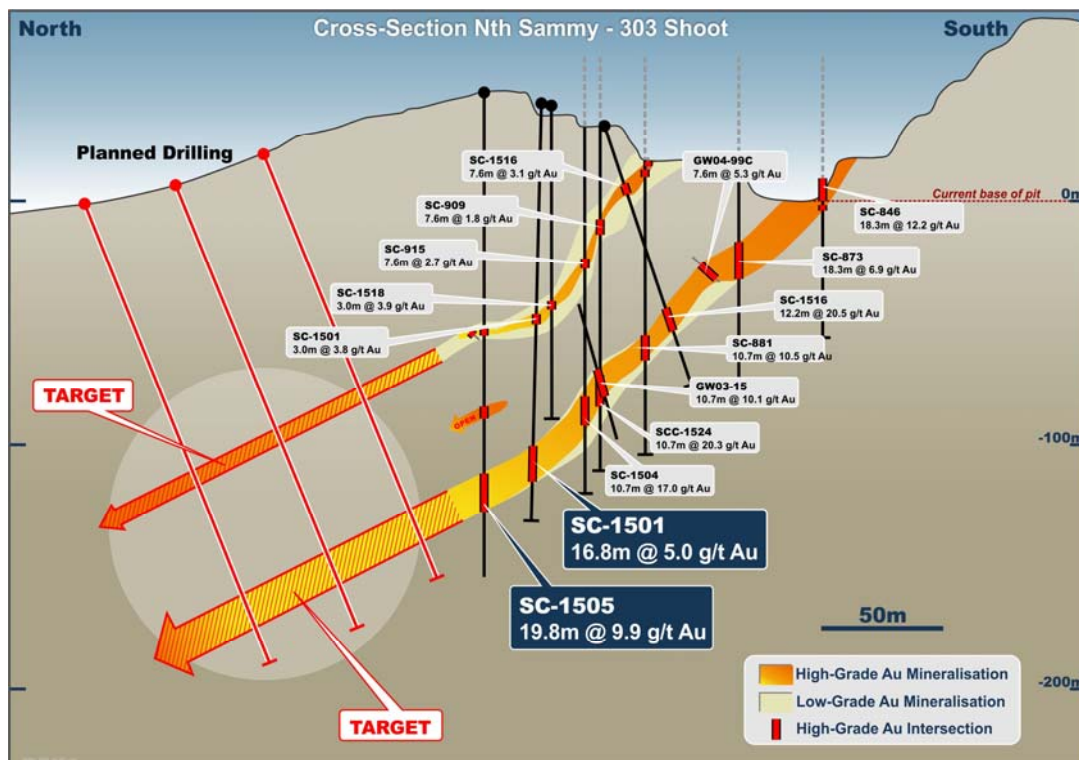 North
Cross-Section Nth Sammy - 303 Shoot
South
Planned Drilling
SC-1516
7.6m @ 3.1 g/t Au
GW04-99C
7.6m @ 5.3 g/t Au
Current base of pit
0m
SC-909
7.6m @ 1.8 g/t Au
SC-846
18.3m @ 12.2 g/t Au
SC-915
7.6m @ 2.7 g/t Au
SC-873
18.3m @ 6.9 g/t Au
SC-1518
3.0m @ 3.9 g/t Au
SC-1516
12.2m @ 20.5 g/t Au
SC-1501
3.0m @ 3.8 g/t Au
SC-881
10.7m @ 10.5 g/t Au
TARGET
GW03-15
10.7m @ 10.1 g/t Au
OPEN
SCC-1524
10.7m @ 20.3 g/t Au
-100m
SC-1504
10.7m @ 17.0 g/t Au
SC-1501
16.8m @ 5.0 g/t Au
SC-1505
19.8m @ 9.9 g/t Au
50m
TARGET
High-Grade Au Mineralisation
Low-Grade Au Mineralisation
High-Grade Au Intersection
-200m